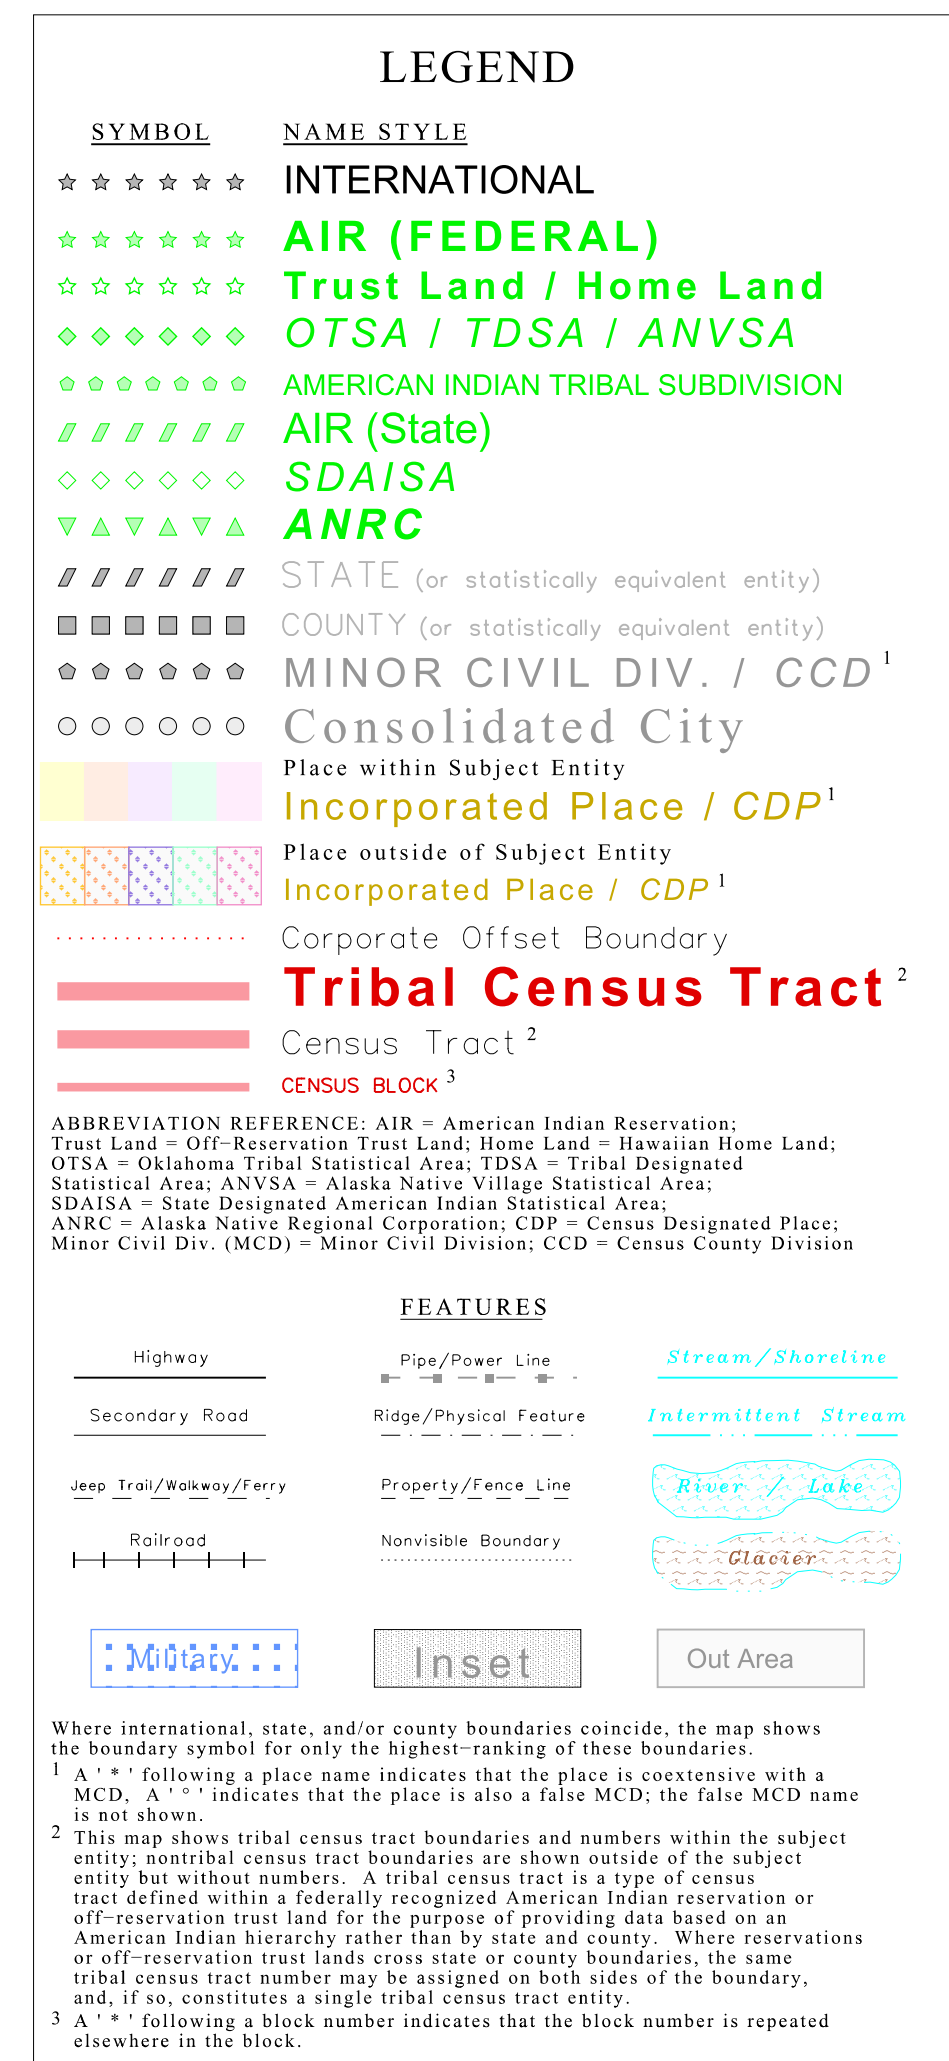 LEGEND
SYMBOL NAME STYLE
INTERNATIONAL
AIR (FEDERAL)
Trust Land / Home Land
OTSA / TDSA / ANVSA
AMERICAN INDIAN TRIBAL SUBDIVISION
AIR (State)
SDAISA
ANRC
STATE (or statistically equivalent entity)
COUNTY (or statistically equivalent entity)
MINOR CIVIL DIV. / CCD 1
Consolidated City
Place within Subject Entity
Incorporated Place / CDP 1
Place outside of Subject Entity
Incorporated Place / CDP 1
Corporate Offset Boundary
Tribal Census Tract 2
Census Tract 2
CENSUS BLOCK 3
ABBREVIATION REFERENCE: AIR = American Indian Reservation;
Trust Land = Off−Reservation Trust Land; Home Land = Hawaiian Home Land;
OTSA = Oklahoma Tribal Statistical Area; TDSA = Tribal Designated
Statistical Area; ANVSA = Alaska Native Village Statistical Area;
SDAISA = State Designated American Indian Statistical Area;
ANRC = Alaska Native Regional Corporation; CDP = Census Designated Place;
Minor Civil Div. (MCD) = Minor Civil Division; CCD = Census County Division
FEATURES
Highway
Secondary Road
Jeep Trail/Walkway/Ferry
Railroad
Pipe/Power Line
Ridge/Physical Feature
Property/Fence Line
Nonvisible Boundary
Stream/Shoreline
Intermittent Stream
River / Lake
Glacier
Military
Inset
Out Area
Where international, state, and/or county boundaries coincide, the map shows
the boundary symbol for only the highest−ranking of these boundaries.
1 A ' * ' following a place name indicates that the place is coextensive with a
MCD, A ' ° ' indicates that the place is also a false MCD; the false MCD name
is not shown.
2 This map shows tribal census tract boundaries and numbers within the subject
entity; nontribal census tract boundaries are shown outside of the subject
entity but without numbers. A tribal census tract is a type of census
tract defined within a federally recognized American Indian reservation or
off−reservation trust land for the purpose of providing data based on an
American Indian hierarchy rather than by state and county. Where reservations
or off−reservation trust lands cross state or county boundaries, the same
tribal census tract number may be assigned on both sides of the boundary,
and, if so, constitutes a single tribal census tract entity.
3 A ' * ' following a block number indicates that the block number is repeated
elsewhere in the block.